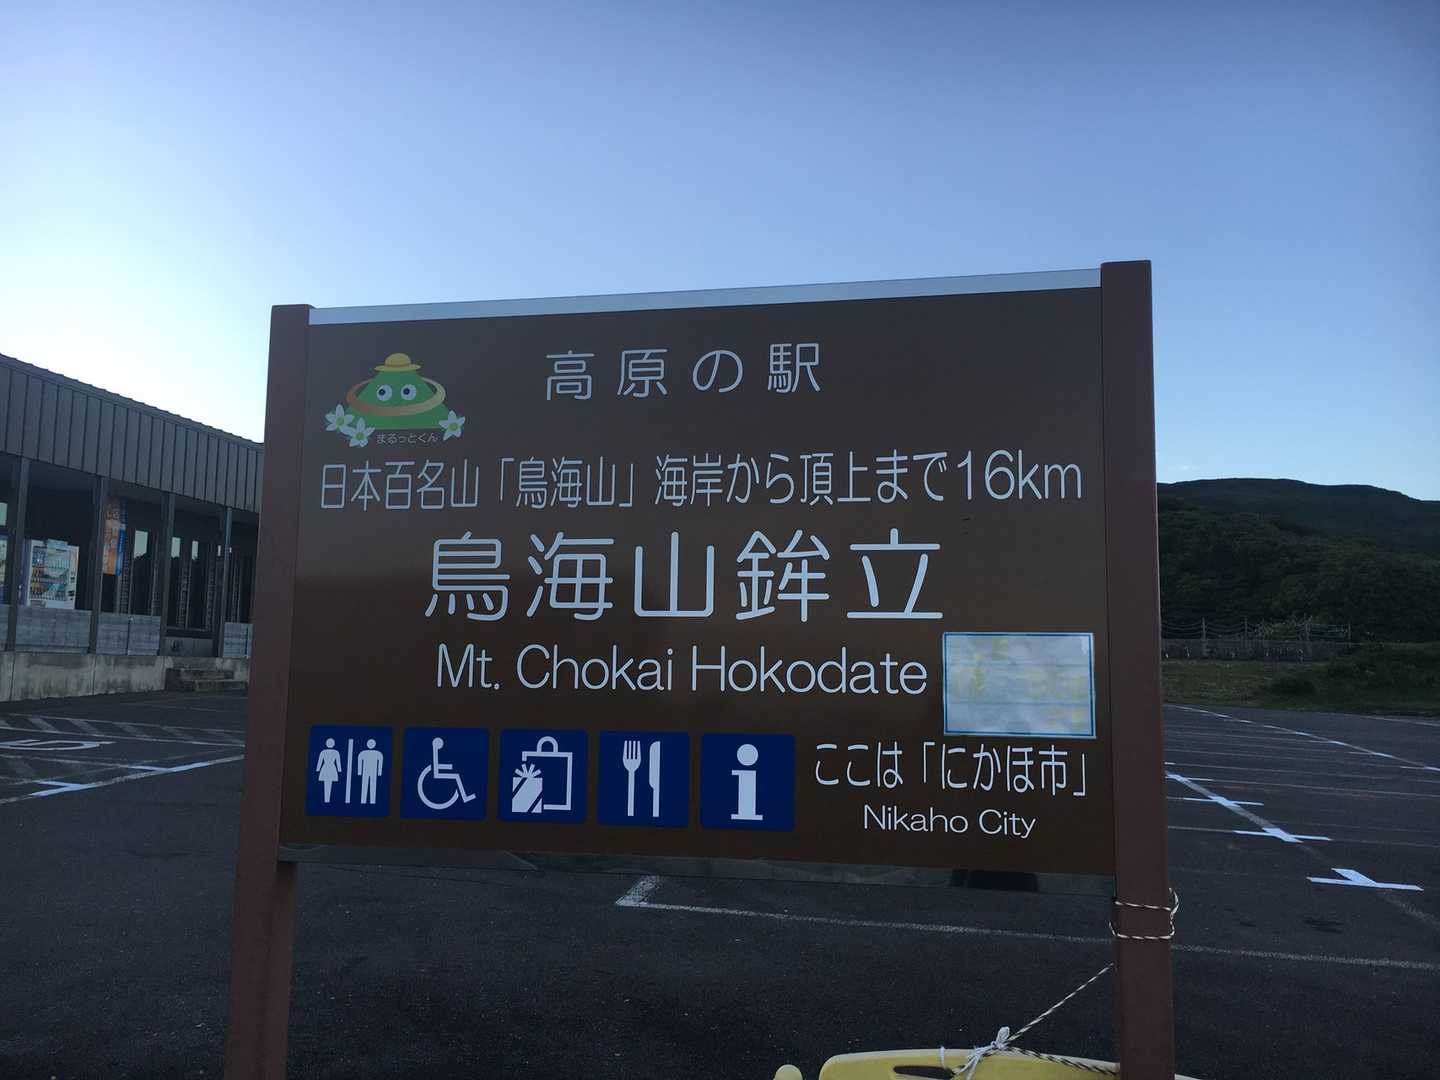 高原の駅
まるっとくん
日本百名山「鳥海山」海岸から頂上まで16km
鳥海山鉾立
Mt. Chokai Hokodate
ここは「にかほ市」
Nikaho City